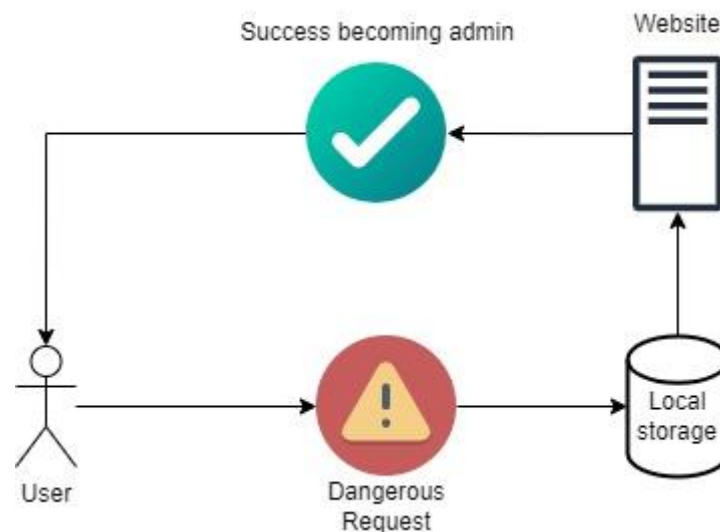 Success becoming admin
Website
Local
storage
User
Dangerous
Request